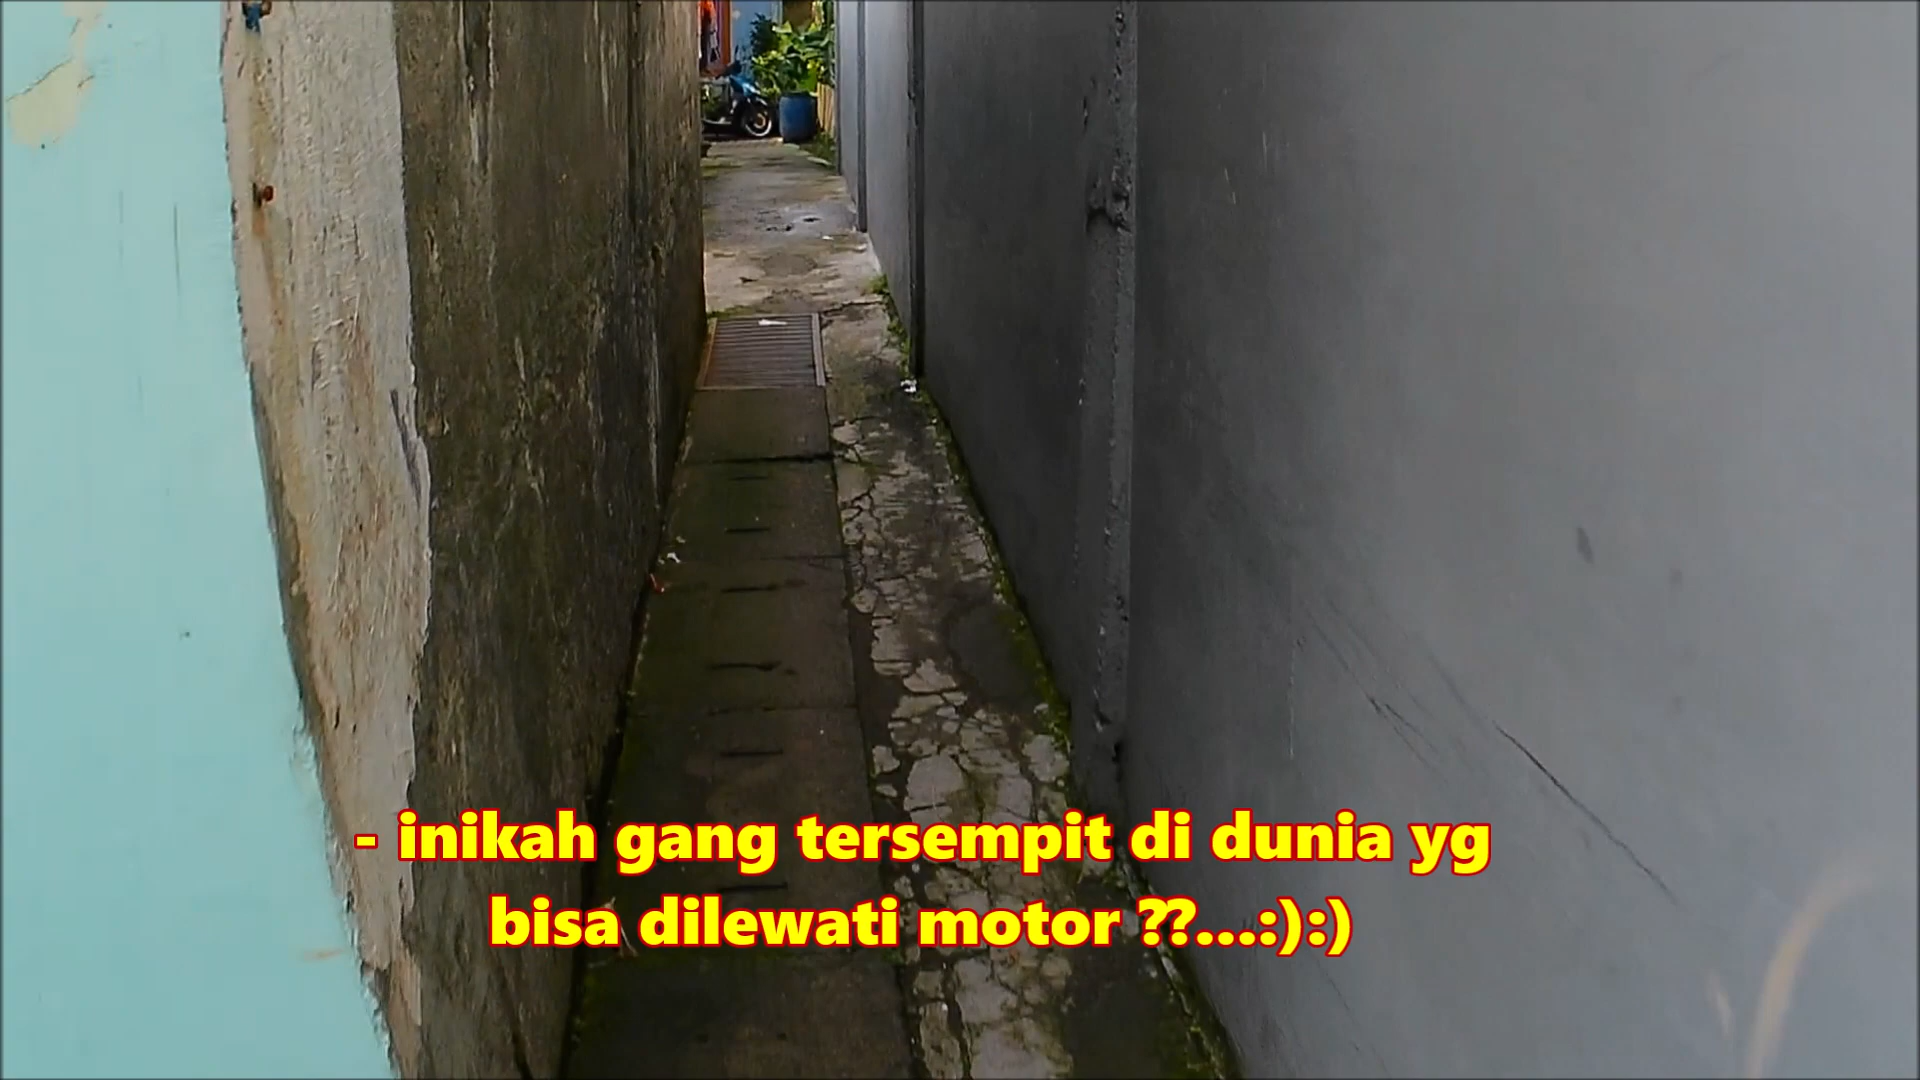 - inikah gang tersempit di dunia yg
bisa dilewati motor ??...:):)